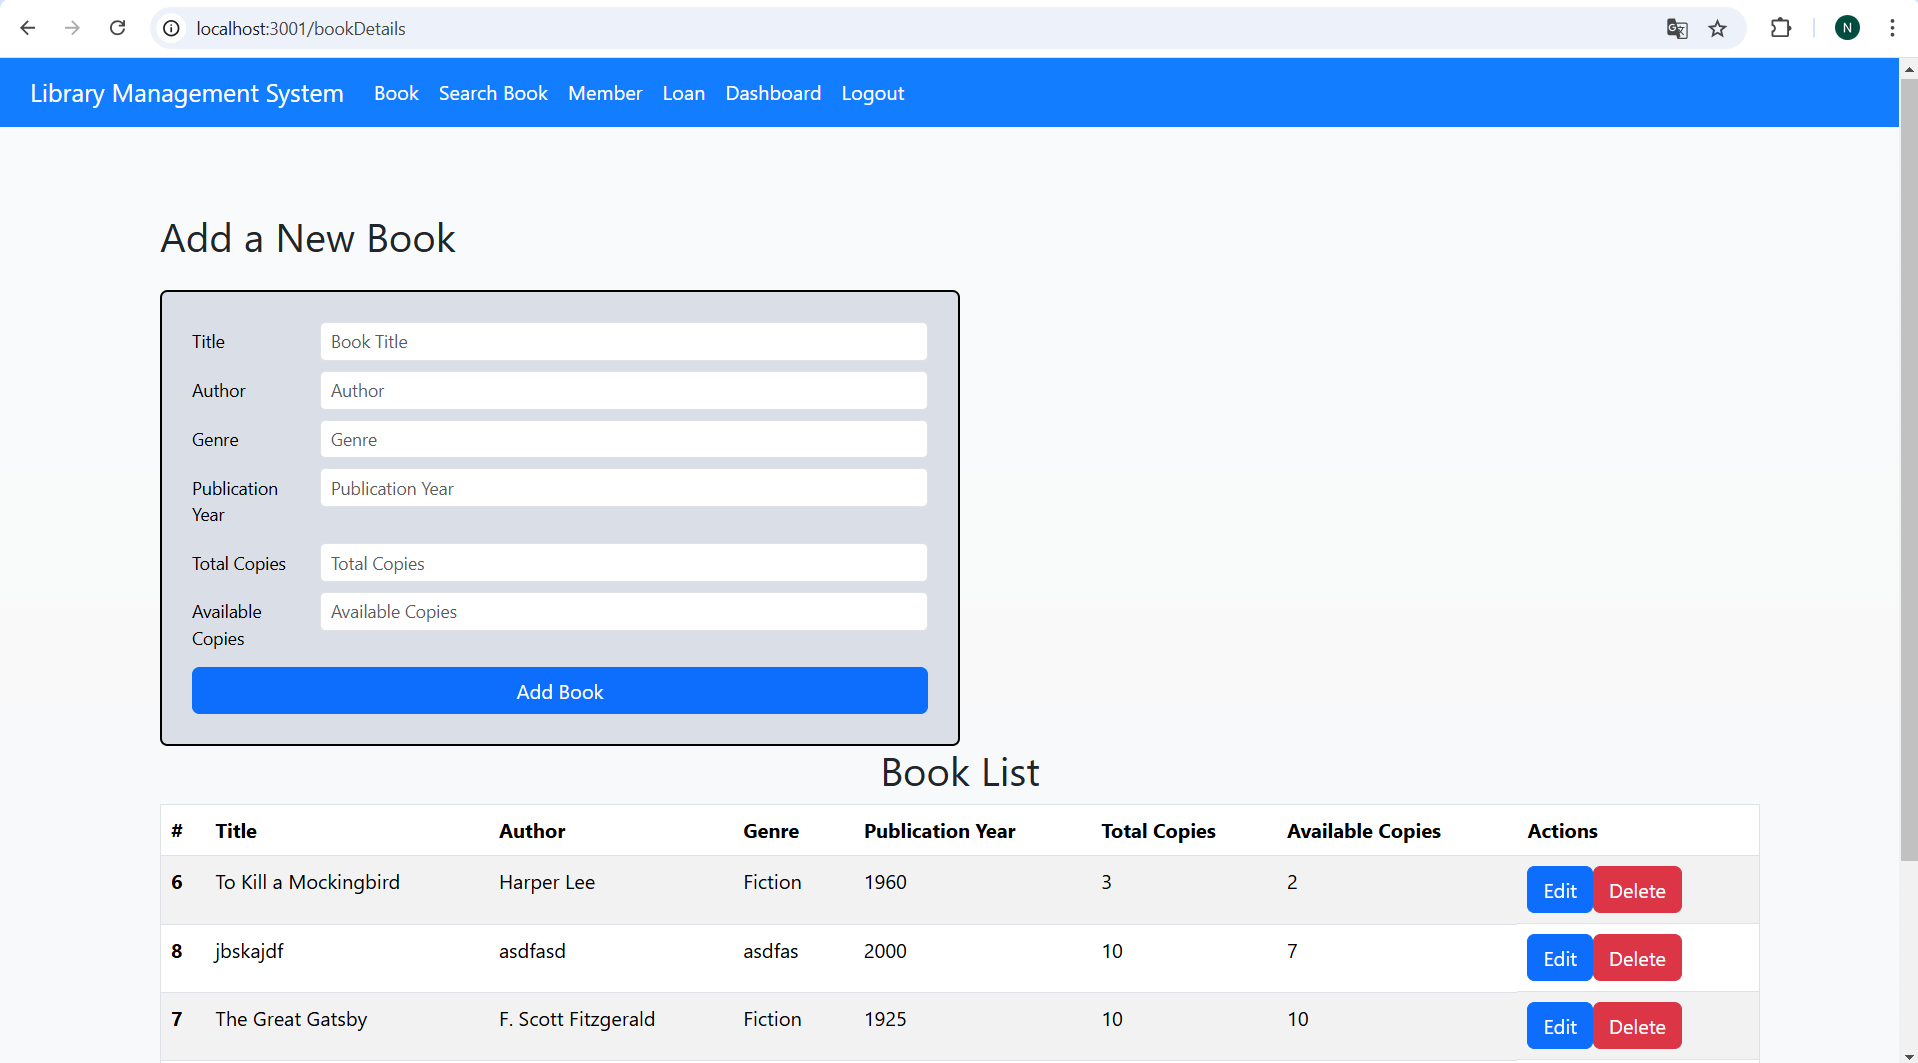 localhost:3001/bookDetails
N
Library Management System Book Search Book Member Loan Dashboard Logout
Add a New Book
Title Book Title
Author Author
Genre Genre
Publication Year Publication Year
Total Copies Total Copies
Available Copies Available Copies
Add Book
Book List
# Title Author Genre Publication Year Total Copies Available Copies Actions
6 To Kill a Mockingbird Harper Lee Fiction 1960 3 2 Edit Delete
8 jbskajdf asdfasd asdfas 2000 10 7 Edit Delete
7 The Great Gatsby F. Scott Fitzgerald Fiction 1925 10 10 Edit Delete